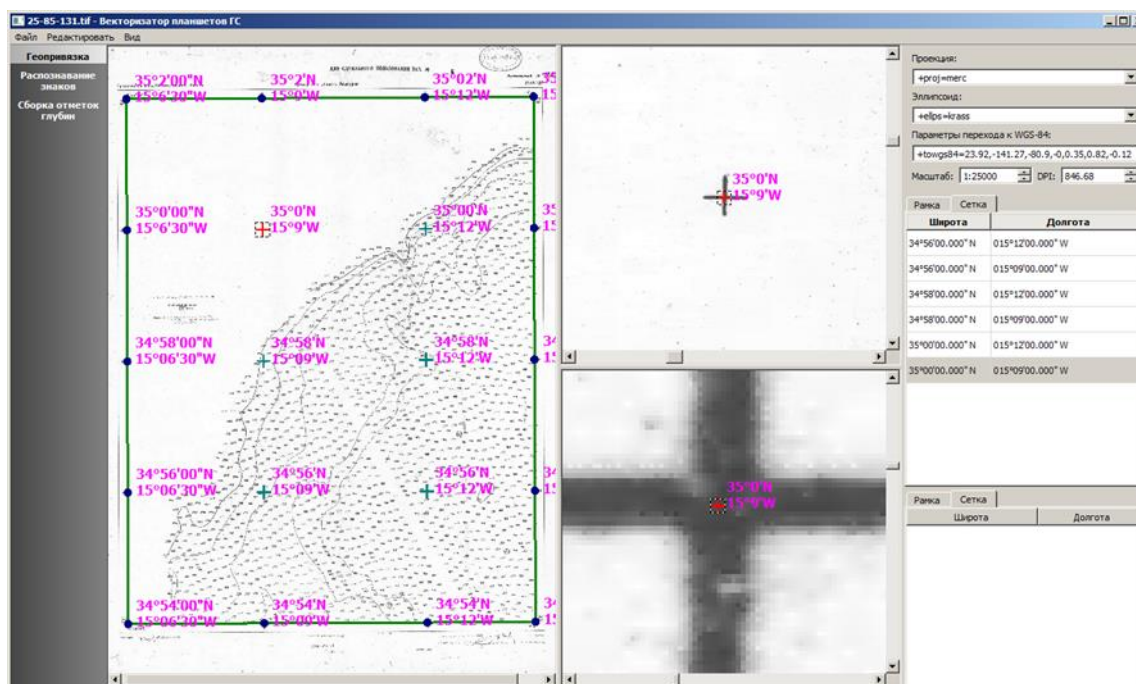 25-85-131.tif - Векторизатор планшетов ГС
Файл Редактировать Вид
Геопривязка
Распознавание
знаков
Сборка отметок
глубин
35°2'00"N 35°2'N 35°02'N
15°6'30"W 15°9'W 15°12'W
35°0'00"N 35°0'N 35°00'N
15°6'30"W 15°9'W 15°12'W
34°58'00"N 34°58'N 34°58'N
15°06'30"W 15°09'W 15°12'W
34°56'00"N 34°56'N 34°56'N
15°06'30"W 15°09'W 15°12'W
34°54'00"N 34°54'N 34°54'N
15°06'30"W 15°09'W 15°12'W
35°0'N
15°9'W
35°0'N
15°9'W
Проекция:
+proj=merc
Эллипсоид:
+elips=krass
Параметры перехода к WGS-84:
+towgs84=23.92,-141.27,-80.9,-0,0.35,0.82,-0.12
Масштаб: 1:25000 DPI: 846.68
Рамка Сетка
Широта Долгота
34°56'00.000" N 015°12'00.000" W
34°56'00.000" N 015°09'00.000" W
34°58'00.000" N 015°12'00.000" W
34°58'00.000" N 015°09'00.000" W
35°00'00.000" N 015°12'00.000" W
35°00'00.000" N 015°09'00.000" W
Рамка Сетка
Широта Долгота